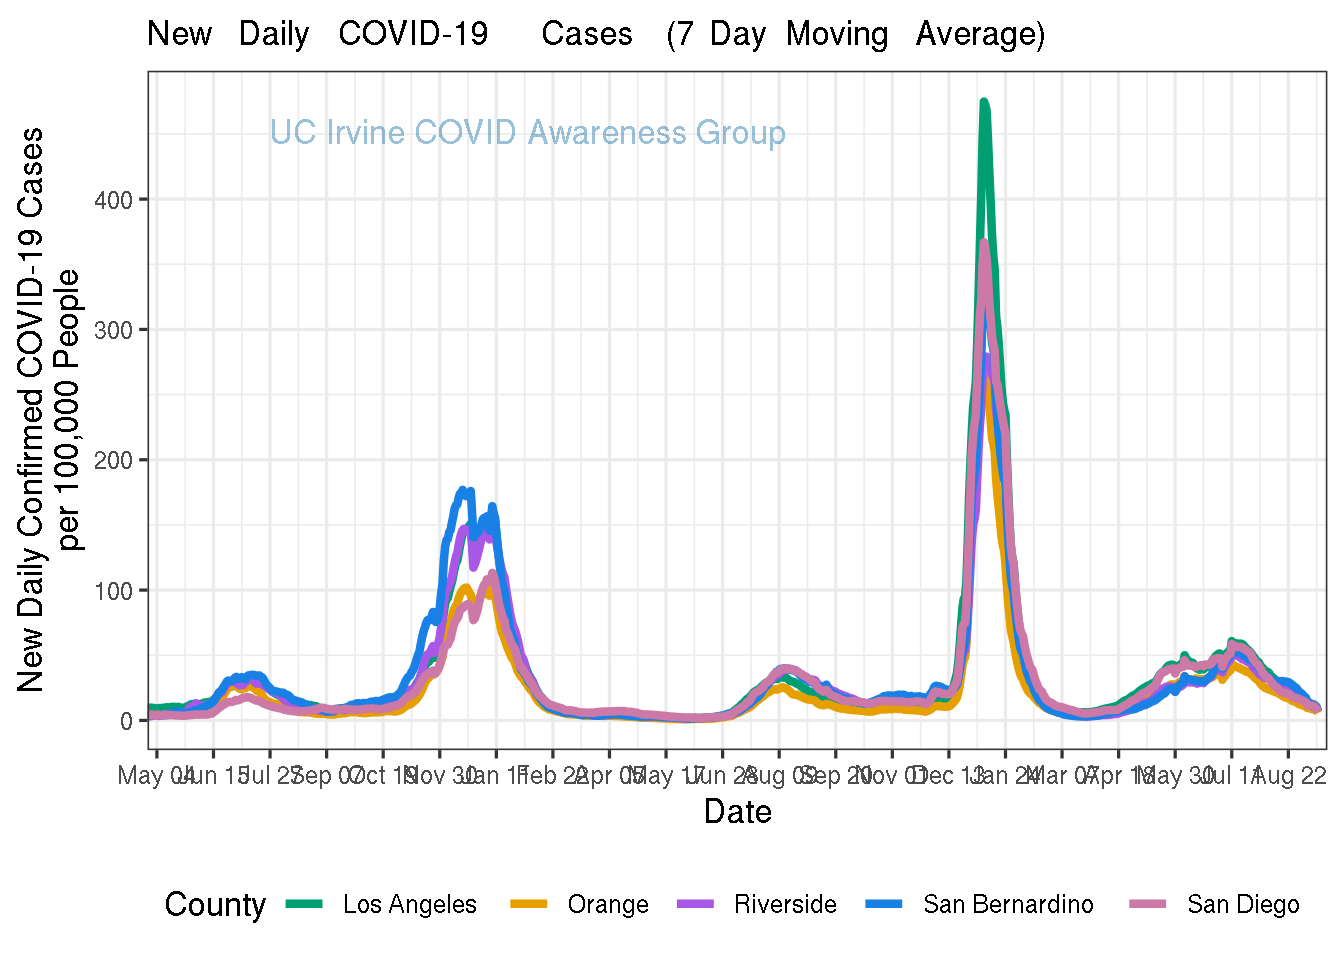 New Daily COVID-19 Cases (7 Day Moving Average)
UC Irvine COVID Awareness Group
New Daily Confirmed COVID-19 Cases
per 100,000 People
400
300
200
100
0
May 04 Jun 15 Jul 27 Sep 07 Oct 19 Nov 30 Jan 11 Feb 22 Apr 05 May 17 Jun 28 Aug 09 Sep 20 Nov 01 Dec 13 Jan 24 Mar 07 Apr 18 May 30 Jul 11 Aug 22
Date
County Los Angeles Orange Riverside San Bernardino San Diego